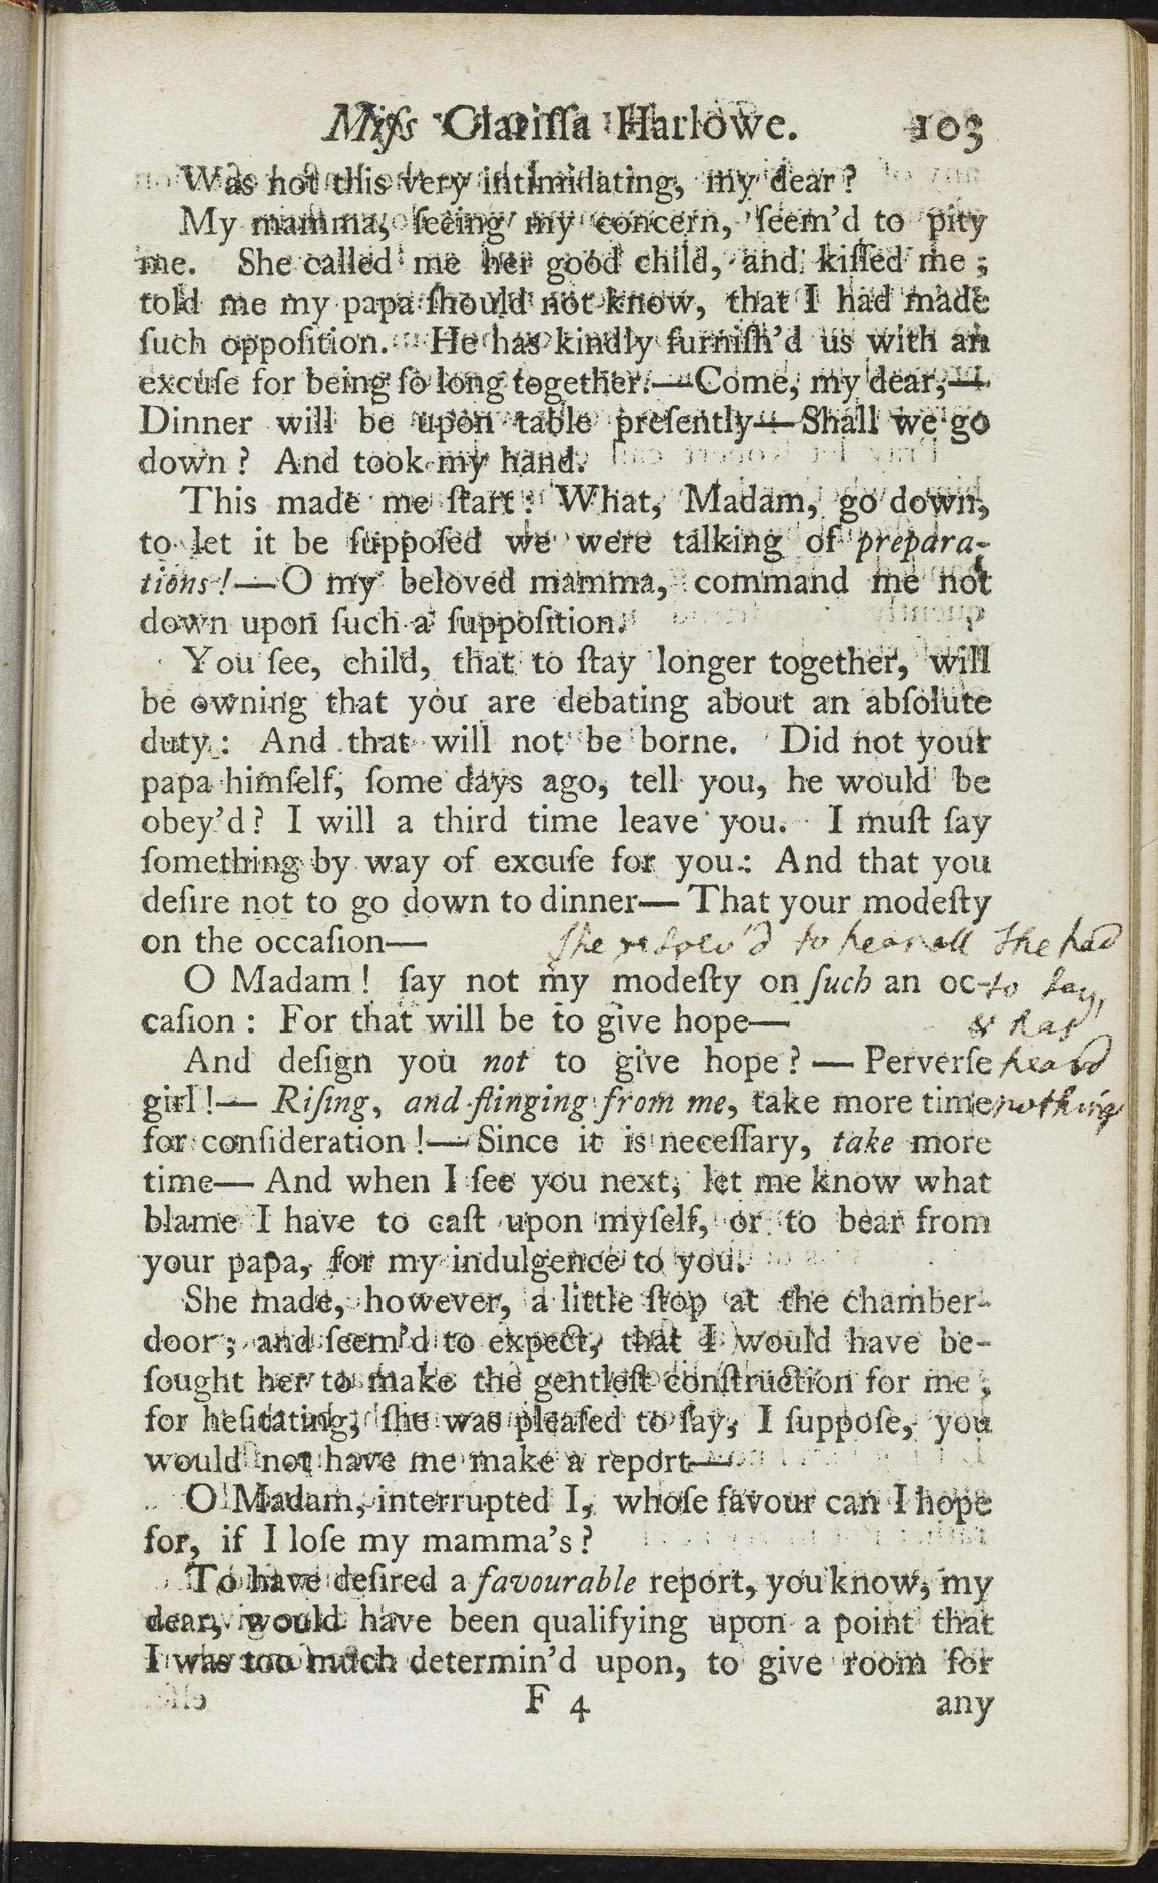 Miſs Clariſſa Harlowe. 103
Was not this very intimidating, my dear?
My mamma, ſeeing my concern, ſeem'd to pity
me. She called me her good child, and kiſſed me;
told me my papa ſhould not know, that I had made
ſuch oppoſition. He has kindly furniſh'd us with an
excuſe for being ſo long together.—Come, my dear,—
Dinner will be upon table preſently—Shall we go
down? And took my hand.
This made me ſtart: What, Madam, go down,
to let it be ſuppoſed we were talking of prepara-
tions!—O my beloved mamma, command me not
down upon ſuch a ſuppoſition.
You ſee, child, that to ſtay longer together, will
be owning that you are debating about an abſolute
duty: And that will not be borne. Did not your
papa himſelf, ſome days ago, tell you, he would be
obey'd? I will a third time leave you. I muſt ſay
ſomething by way of excuſe for you: And that you
deſire not to go down to dinner— That your modeſty
on the occaſion— She resolv'd to hear all She had
O Madam! ſay not my modeſty on ſuch an oc- to say,
caſion: For that will be to give hope— & has
And deſign you not to give hope? — Perverſe heard
girl!— Riſing, and flinging from me, take more time nothing
for conſideration!—Since it is neceſſary, take more
time— And when I ſee you next, let me know what
blame I have to caſt upon myſelf, or to bear from
your papa, for my indulgence to you.
She made, however, a little ſtop at the chamber-
door; and ſeem'd to expect, that I would have be-
ſought her to make the gentleſt conſtruction for me;
for heſitating, ſhe was pleaſed to ſay, I ſuppoſe, you
would not have me make a report—
O Madam, interrupted I, whoſe favour can I hope
for, if I loſe my mamma's?
To have deſired a favourable report, you know, my
dear, would have been qualifying upon a point that
I was too much determin'd upon, to give room for
F 4 any